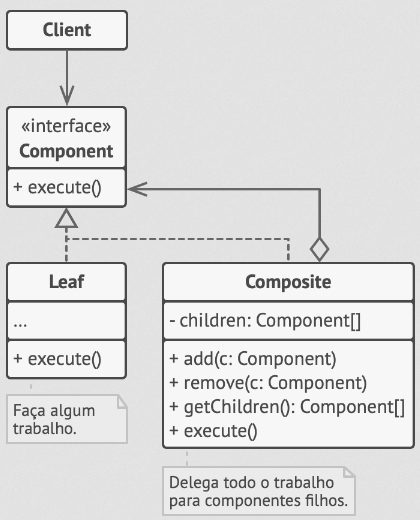 Client
«interface»
Component
+ execute()
Leaf
...
+ execute()
Faça algum
trabalho.
Composite
- children: Component[]
+ add(c: Component)
+ remove(c: Component)
+ getChildren(): Component[]
+ execute()
Delega todo o trabalho
para componentes filhos.